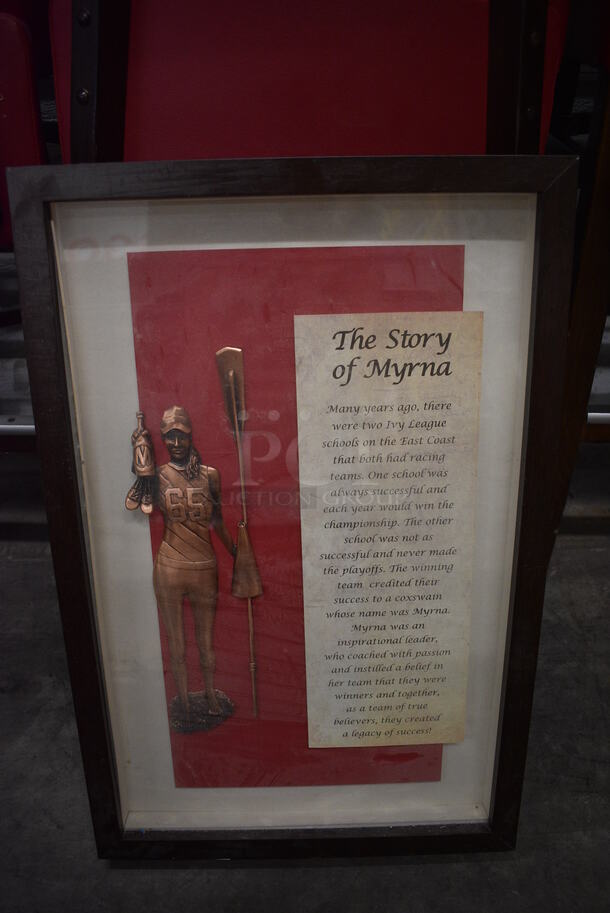 The Story
of Myrna
Many years ago, there
were two Ivy League
schools on the East Coast
that both had racing
teams. One school was
always successful and
each year would win the
championship. The other
school was not as
successful and never made
the playoffs. The winning
team credited their
success to a coxswain
whose name was Myrna.
Myrna was an
inspirational leader,
who coached with passion
and instilled a belief in
her team that they were
winners and together,
as a team of true
believers, they created
a legacy of success!
65
PCI
AUCTION GROUP